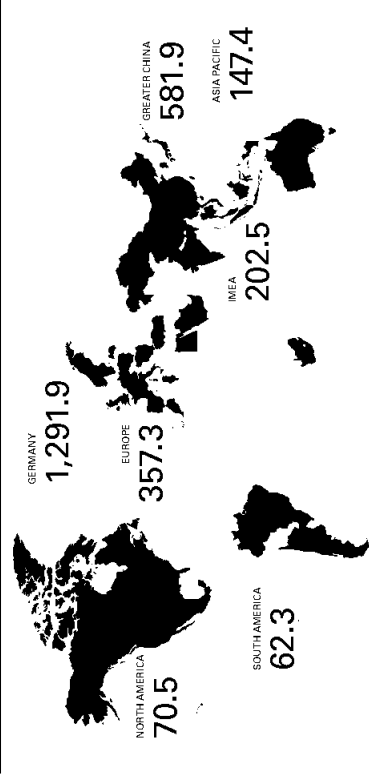 GERMANY
1,291.9
EUROPE
357.3
GREATER CHINA
581.9
ASIA PACIFIC
147.4
IMEA
202.5
NORTH AMERICA
70.5
SOUTH AMERICA
62.3